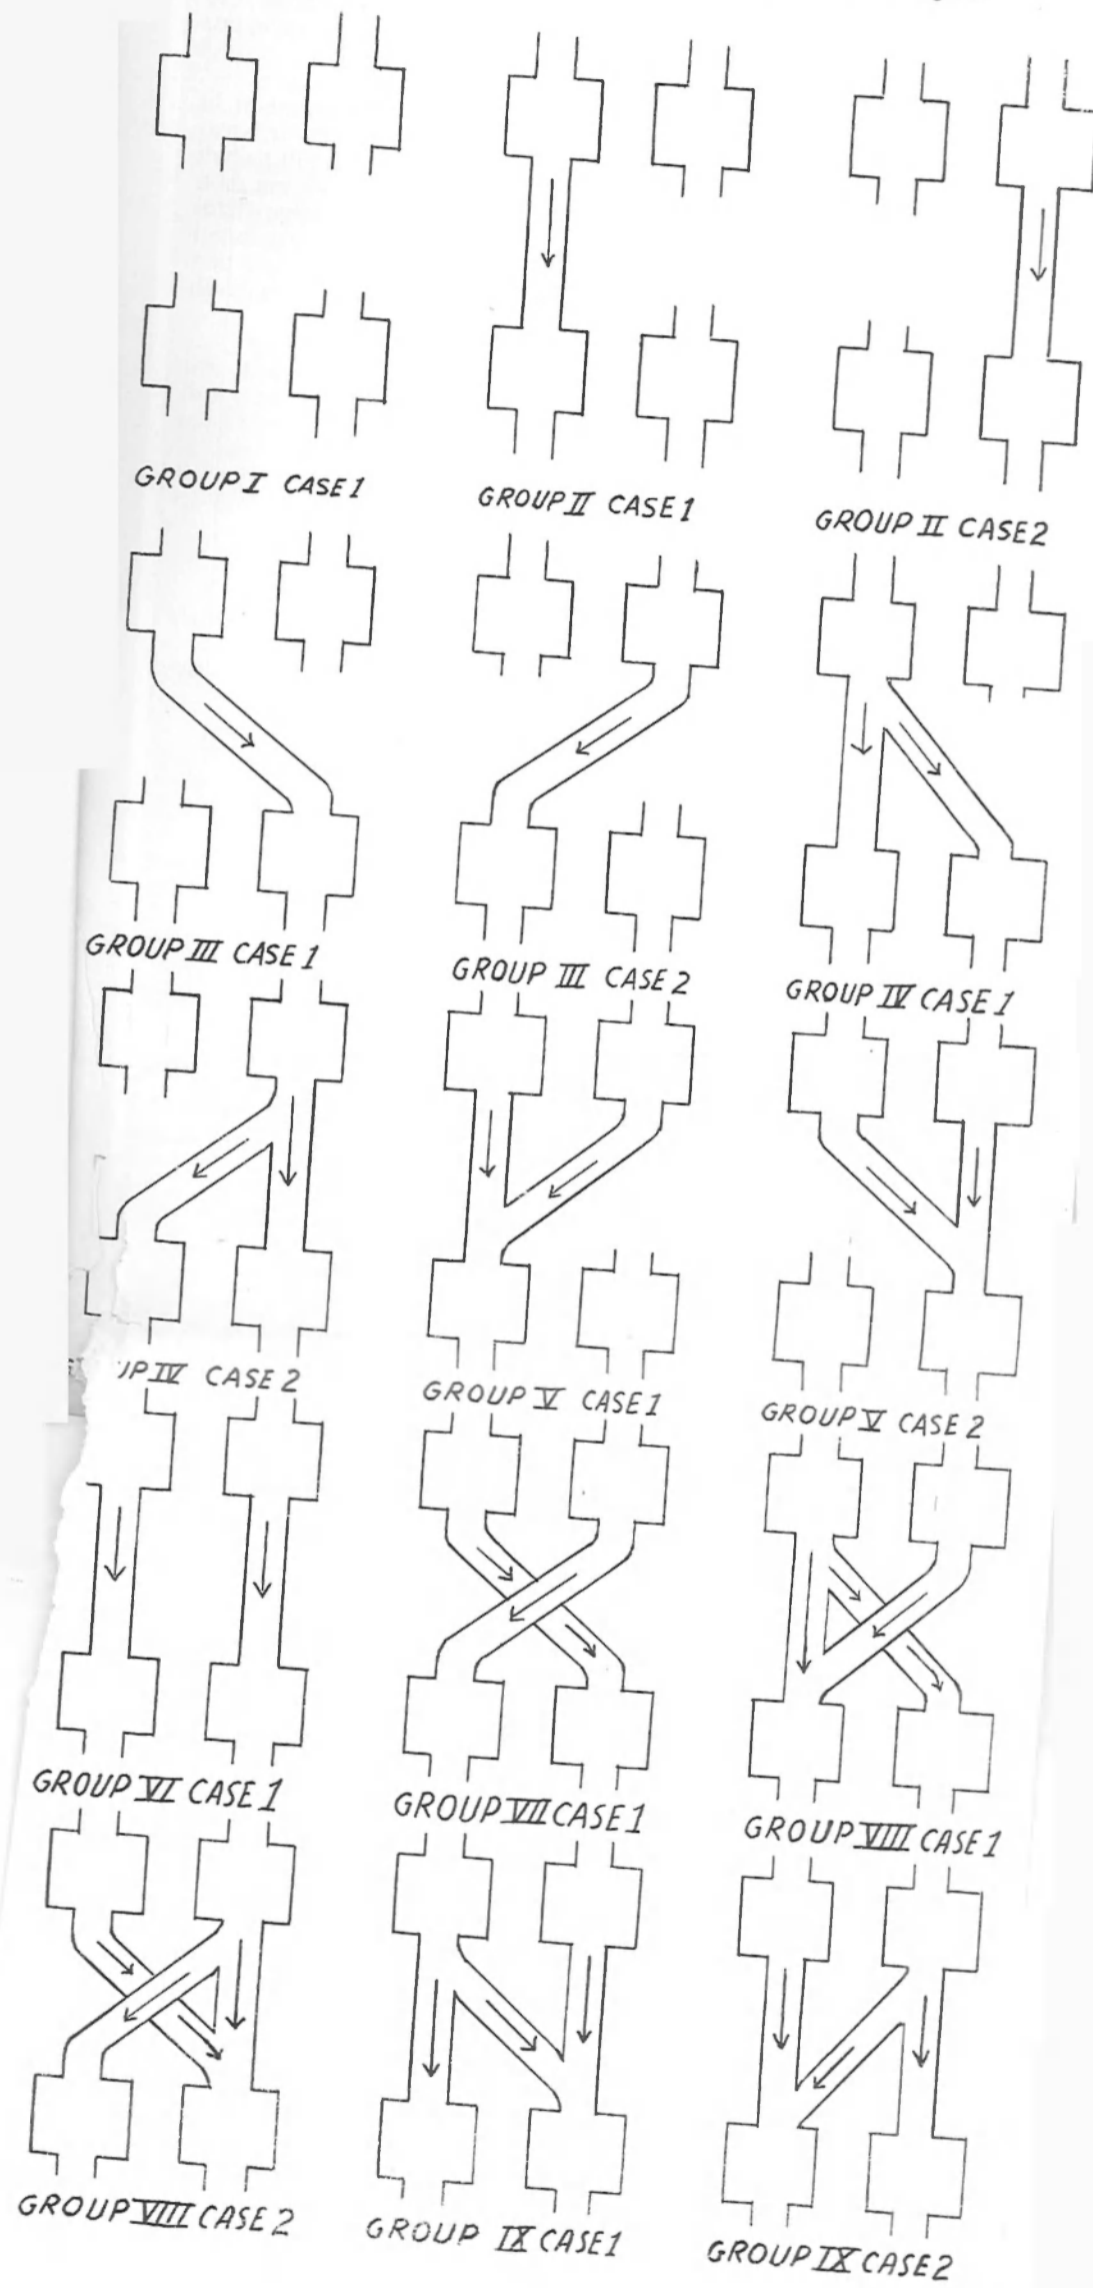 GROUP I CASE 1
GROUP II CASE 1
GROUP II CASE 2
GROUP III CASE 1
GROUP III CASE 2
GROUP IV CASE 1
UP IV CASE 2
GROUP V CASE 1
GROUP V CASE 2
GROUP VI CASE 1
GROUP VII CASE 1
GROUP VIII CASE 1
GROUP VIII CASE 2
GROUP IX CASE 1
GROUP IX CASE 2